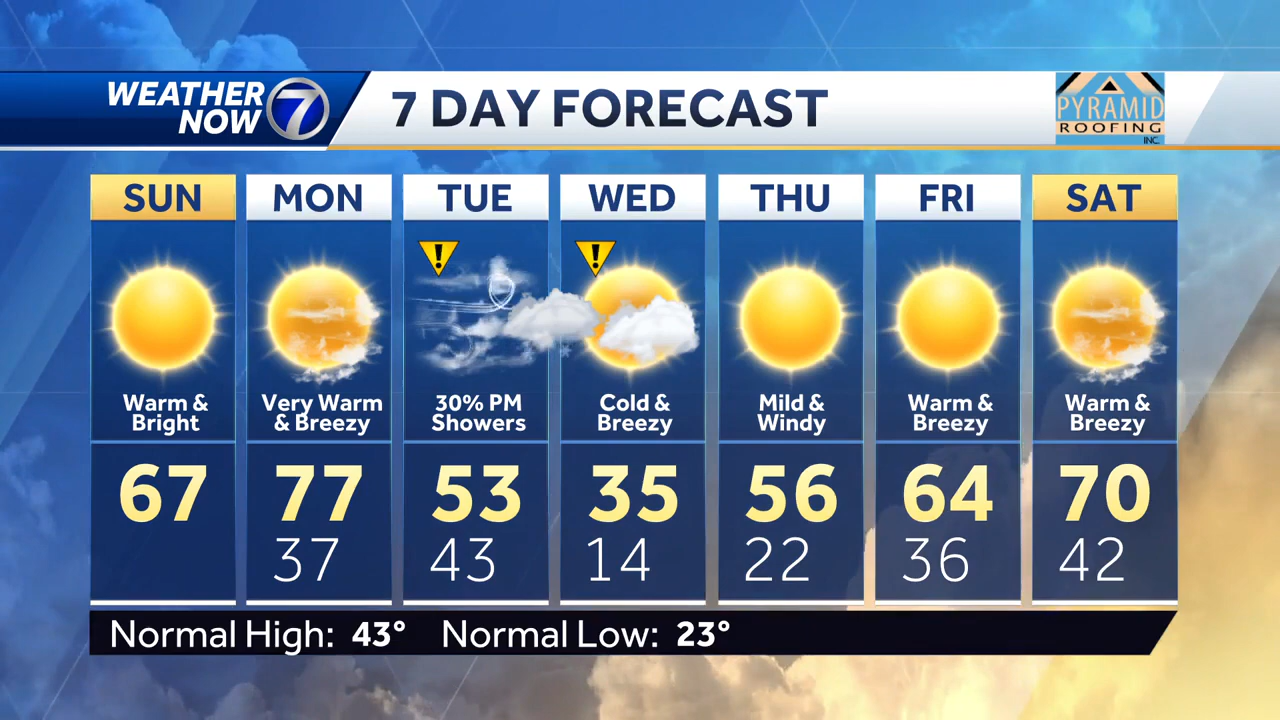 WEATHER
NOW
7
7 DAY FORECAST
PYRAMID
ROOFING
INC.
SUN
MON
TUE
WED
THU
FRI
SAT
!
!
Warm &
Bright
Very Warm
& Breezy
30% PM
Showers
Cold &
Breezy
Mild &
Windy
Warm &
Breezy
Warm &
Breezy
67
77
53
35
56
64
70
37
43
14
22
36
42
Normal High: 43° Normal Low: 23°